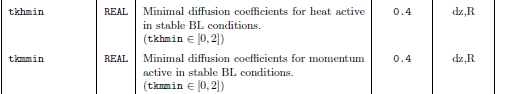 tkhmin REAL Minimal diffusion coefficients for heat active 0.4 dz,R
in stable BL conditions.
(tkhmin ∈ [0, 2])
tkmmin REAL Minimal diffusion coefficients for momentum 0.4 dz,R
active in stable BL conditions.
(tkmmin ∈ [0, 2])